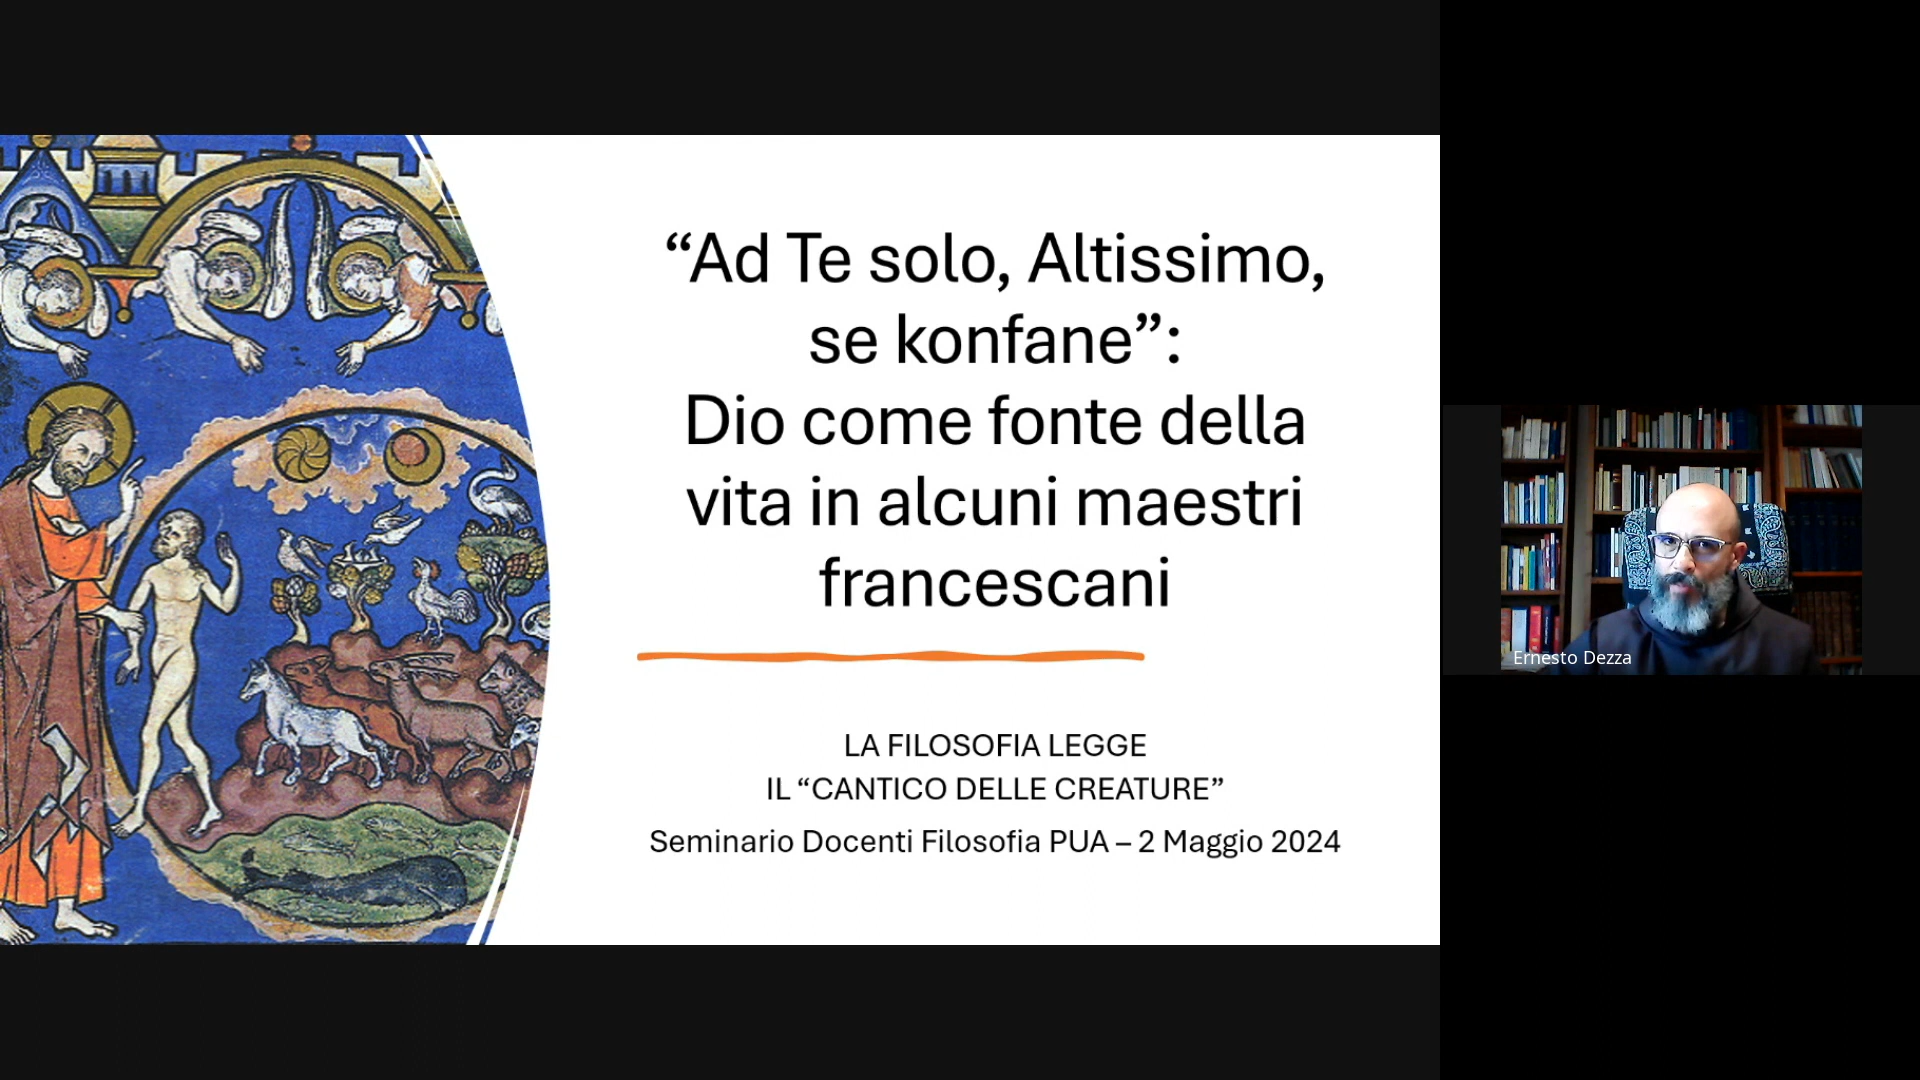 “Ad Te solo, Altissimo,
se konfane”:
Dio come fonte della
vita in alcuni maestri
francescani
LA FILOSOFIA LEGGE
IL “CANTICO DELLE CREATURE”
Seminario Docenti Filosofia PUA – 2 Maggio 2024
Ernesto Dezza